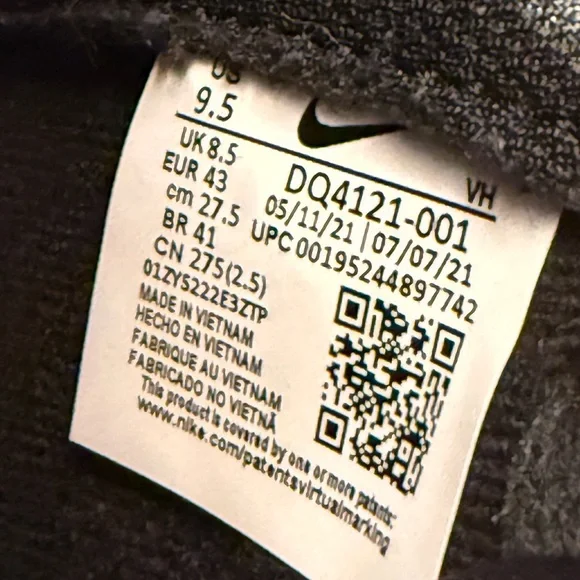 US
9.5
UK 8.5
EUR 43
cm 27.5
BR 41
CN 275(2.5)
VH
DQ4121-001
05/11/21 | 07/07/21
UPC 00195244897742
01ZYS222E3ZTP
MADE IN VIETNAM
HECHO EN VIETNAM
FABRIQUE AU VIETNAM
FABRICADO NO VIETNÃ
This product is covered by one or more patents:
www.nike.com/patentsvirtualmarking